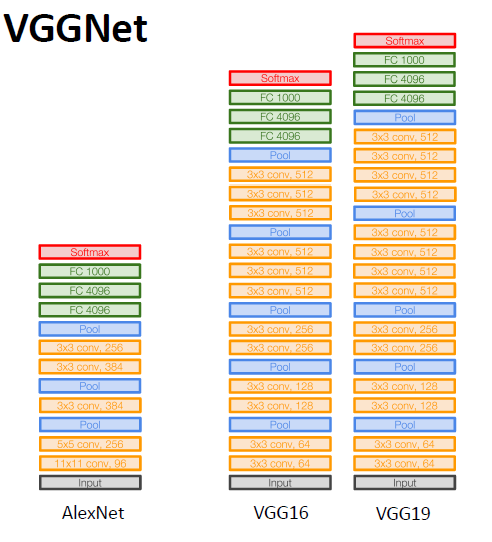 VGGNet
Softmax
FC 1000
FC 4096
FC 4096
Pool
3x3 conv, 256
3x3 conv, 384
Pool
3x3 conv, 384
Pool
5x5 conv, 256
11x11 conv, 96
Input
AlexNet
Softmax
FC 1000
FC 4096
FC 4096
Pool
3x3 conv, 512
3x3 conv, 512
3x3 conv, 512
Pool
3x3 conv, 512
3x3 conv, 512
3x3 conv, 512
Pool
3x3 conv, 256
3x3 conv, 256
Pool
3x3 conv, 128
3x3 conv, 128
Pool
3x3 conv, 64
3x3 conv, 64
Input
VGG16
Softmax
FC 1000
FC 4096
FC 4096
Pool
3x3 conv, 512
3x3 conv, 512
3x3 conv, 512
3x3 conv, 512
Pool
3x3 conv, 512
3x3 conv, 512
3x3 conv, 512
3x3 conv, 512
Pool
3x3 conv, 256
3x3 conv, 256
Pool
3x3 conv, 128
3x3 conv, 128
Pool
3x3 conv, 64
3x3 conv, 64
Input
VGG19